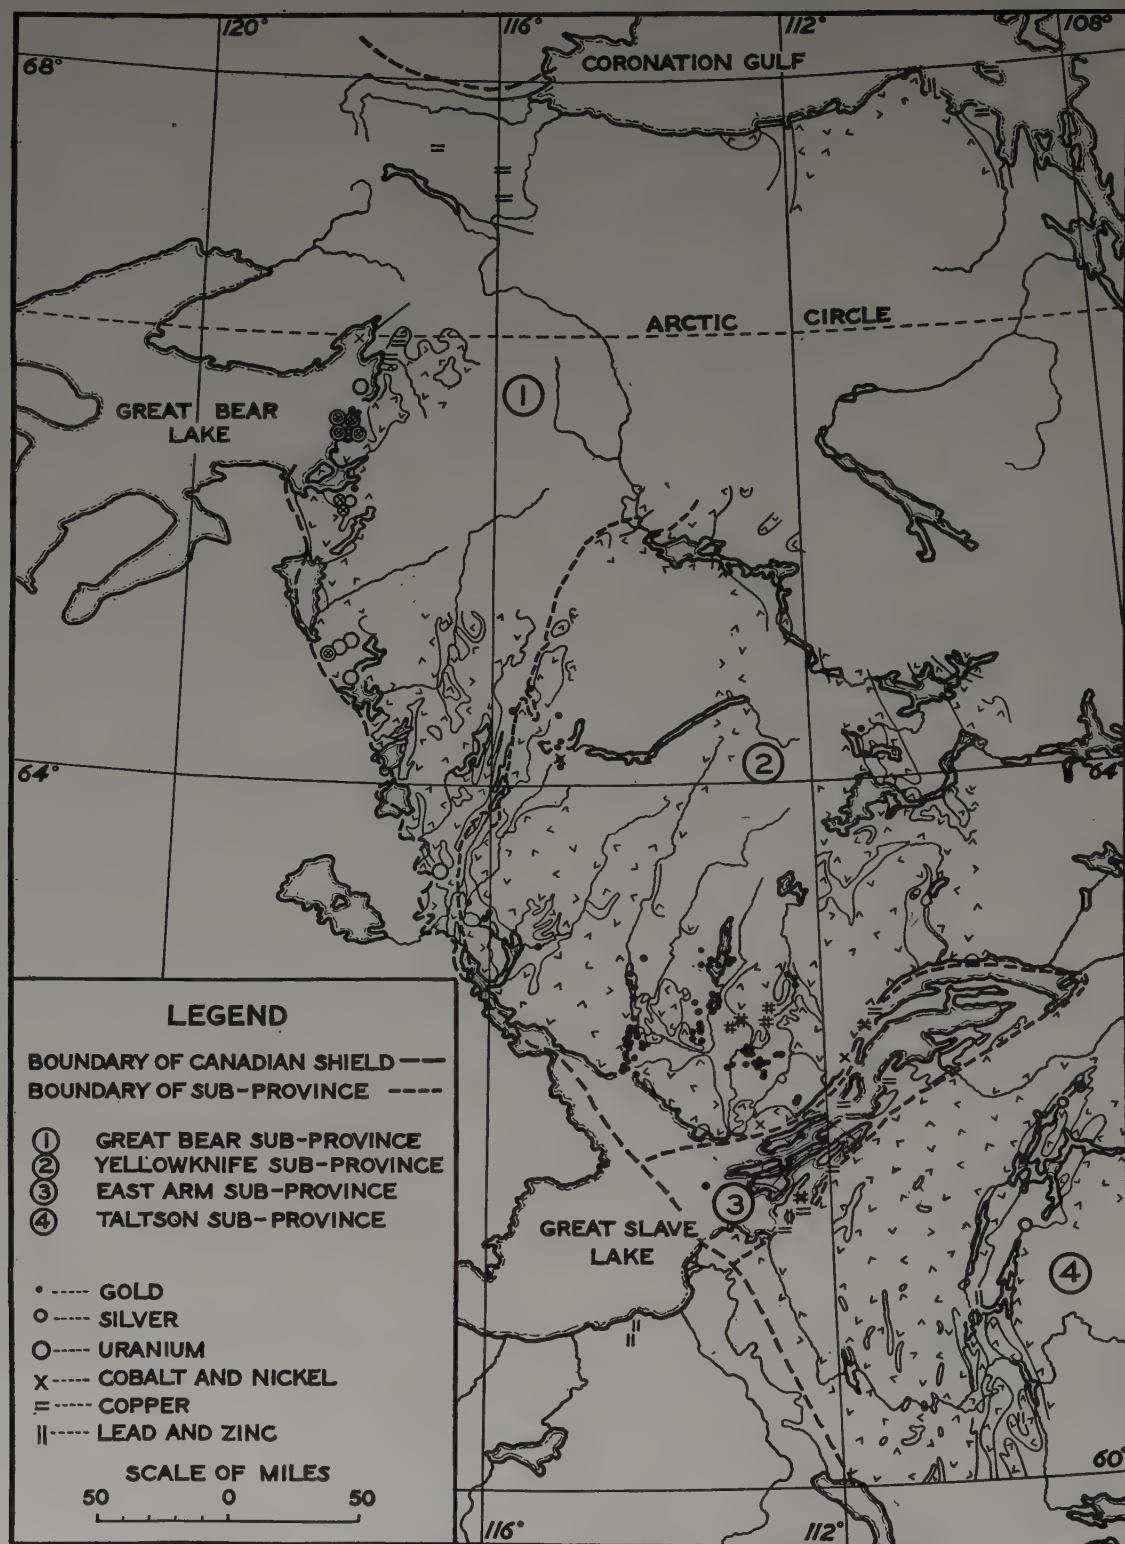 120° 116° 112° 108°
68°
CORONATION GULF
ARCTIC CIRCLE
1
GREAT BEAR
LAKE
2
64° 64°
LEGEND
BOUNDARY OF CANADIAN SHIELD
BOUNDARY OF SUB-PROVINCE
1 GREAT BEAR SUB-PROVINCE
2 YELLOWKNIFE SUB-PROVINCE
3 EAST ARM SUB-PROVINCE
4 TALTSON SUB-PROVINCE
GOLD
SILVER
URANIUM
X COBALT AND NICKEL
= COPPER
|| LEAD AND ZINC
SCALE OF MILES
50 0 50
3
GREAT SLAVE
LAKE
4
60°
116° 112°